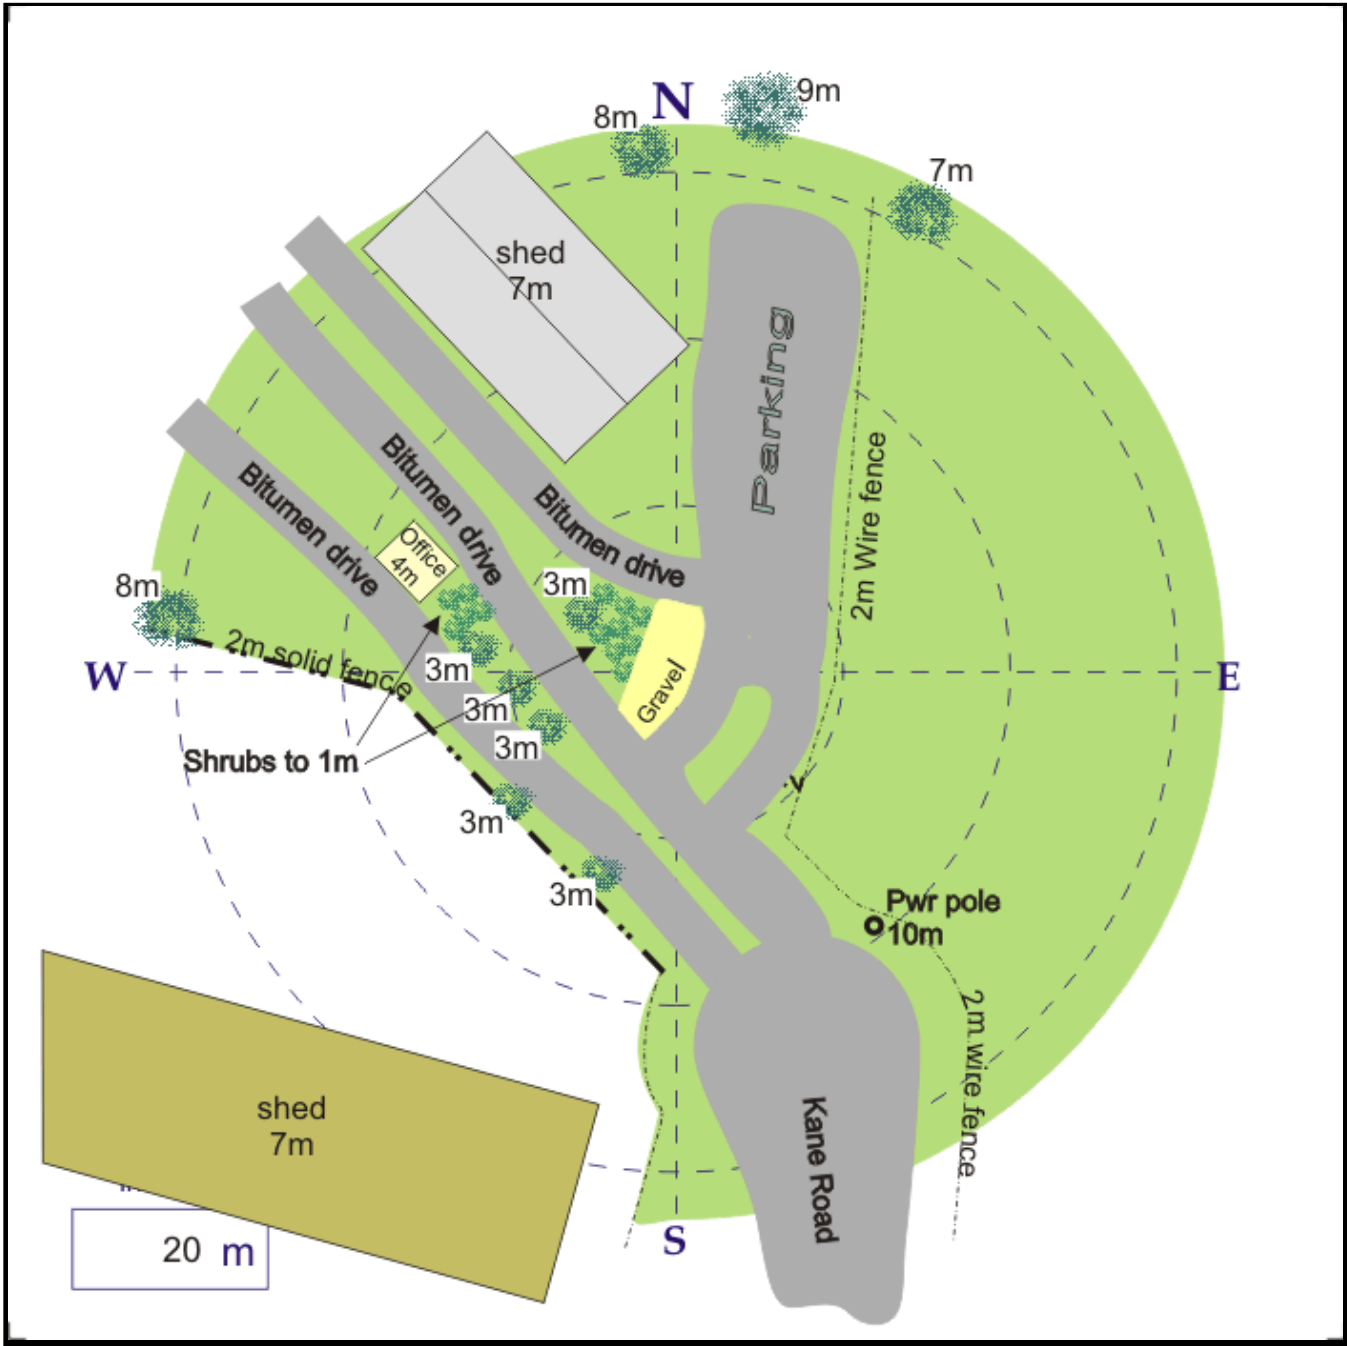 9m
N
8m
7m
shed
7m
Parking
Bitumen drive
Bitumen drive
Bitumen drive
2m Wire fence
Office
4m
3m
8m
2m solid fence
W
3m
E
Gravel
3m
3m
Shrubs to 1m
3m
3m
Pwr pole
10m
2m wire fence
shed
7m
Kane Road
20 m
S